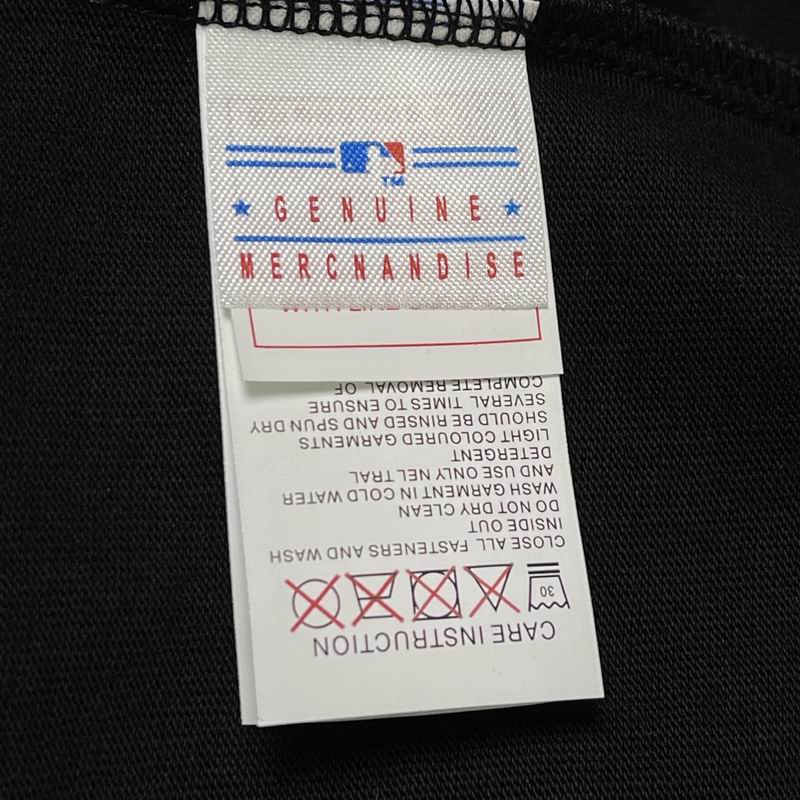 TM
GENUINE
MERCNANDISE
CARE INSTRUCTION
30
CLOSE ALL FASTENERS AND WASH
INSIDE OUT
DO NOT DRY CLEAN
WASH GARMENT IN COLD WATER
AND USE ONLY NELTRAL
DETERGENT
LIGHT COLOURED GARMENTS
SHOULD BE RINSED AND SPUN DRY
SEVERAL TIMES TO ENSURE
COMPLETE REMOVAL OF